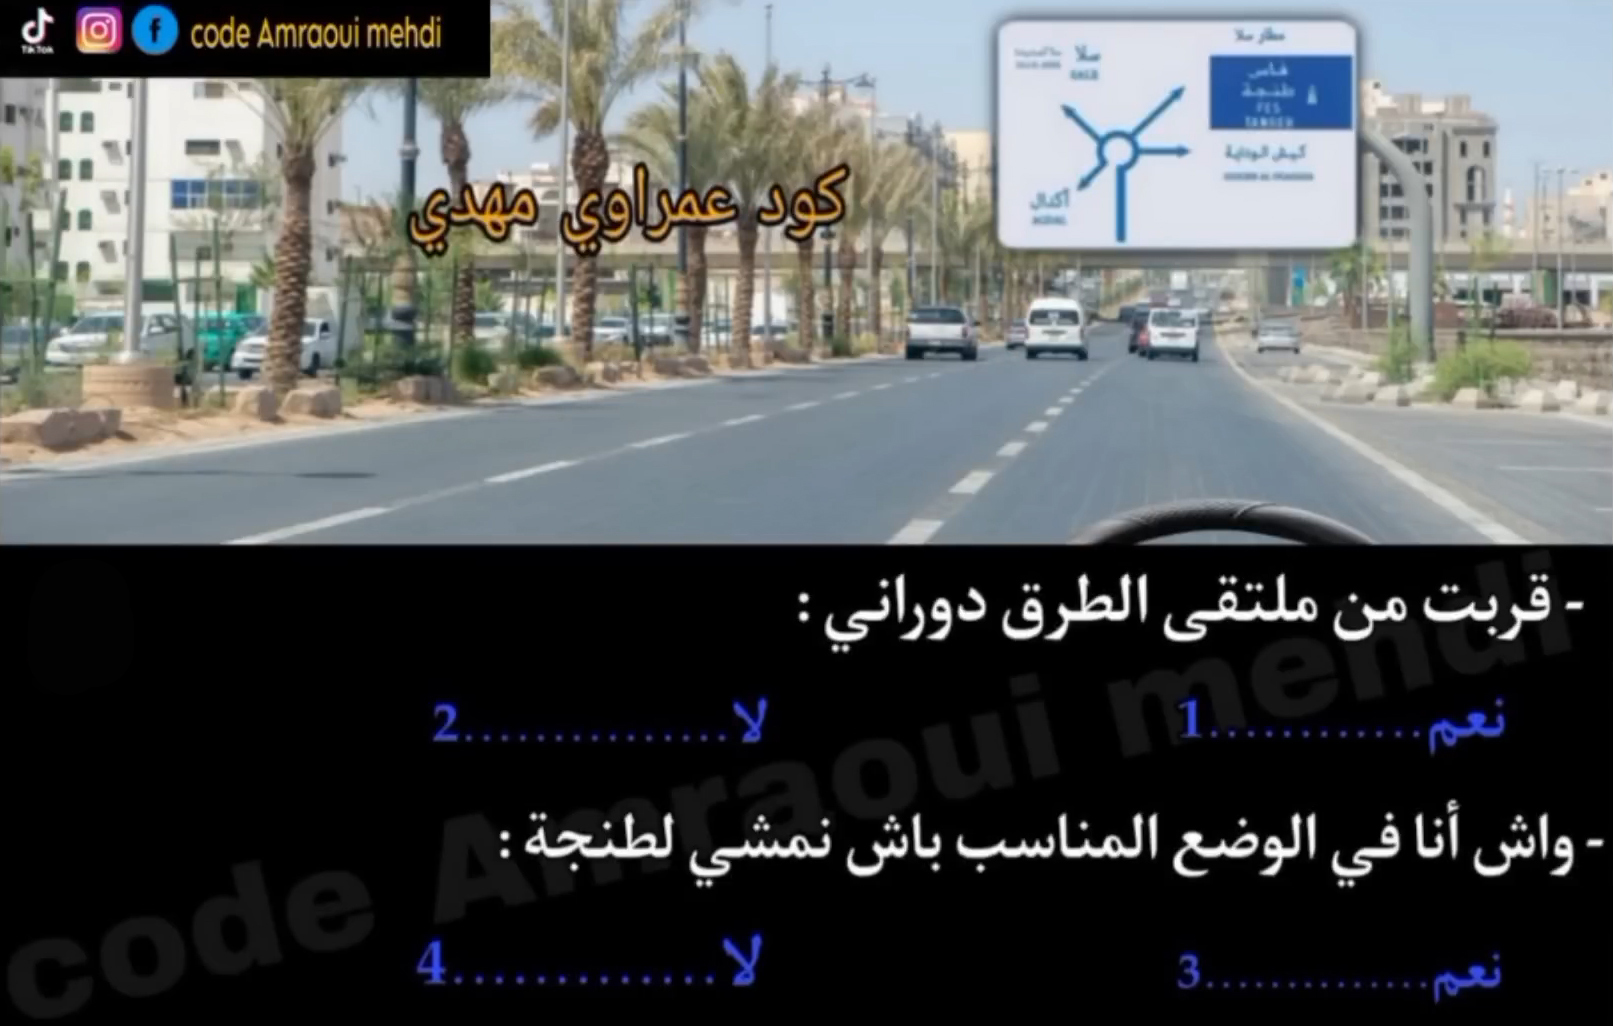 TikTok
code Amraoui mehdi
مطار سلا
سلا
SALE
فاس
طنجة
FES
TANGER
كيش الوداية
أكدال
AGDAL
كود عمراوي مهدي
- قربت من ملتقى الطرق دوراني :
نعم............1 لا...............2
- واش أنا في الوضع المناسب باش نمشي لطنجة :
نعم.............3 لا..............4
code Amraoui mehdi